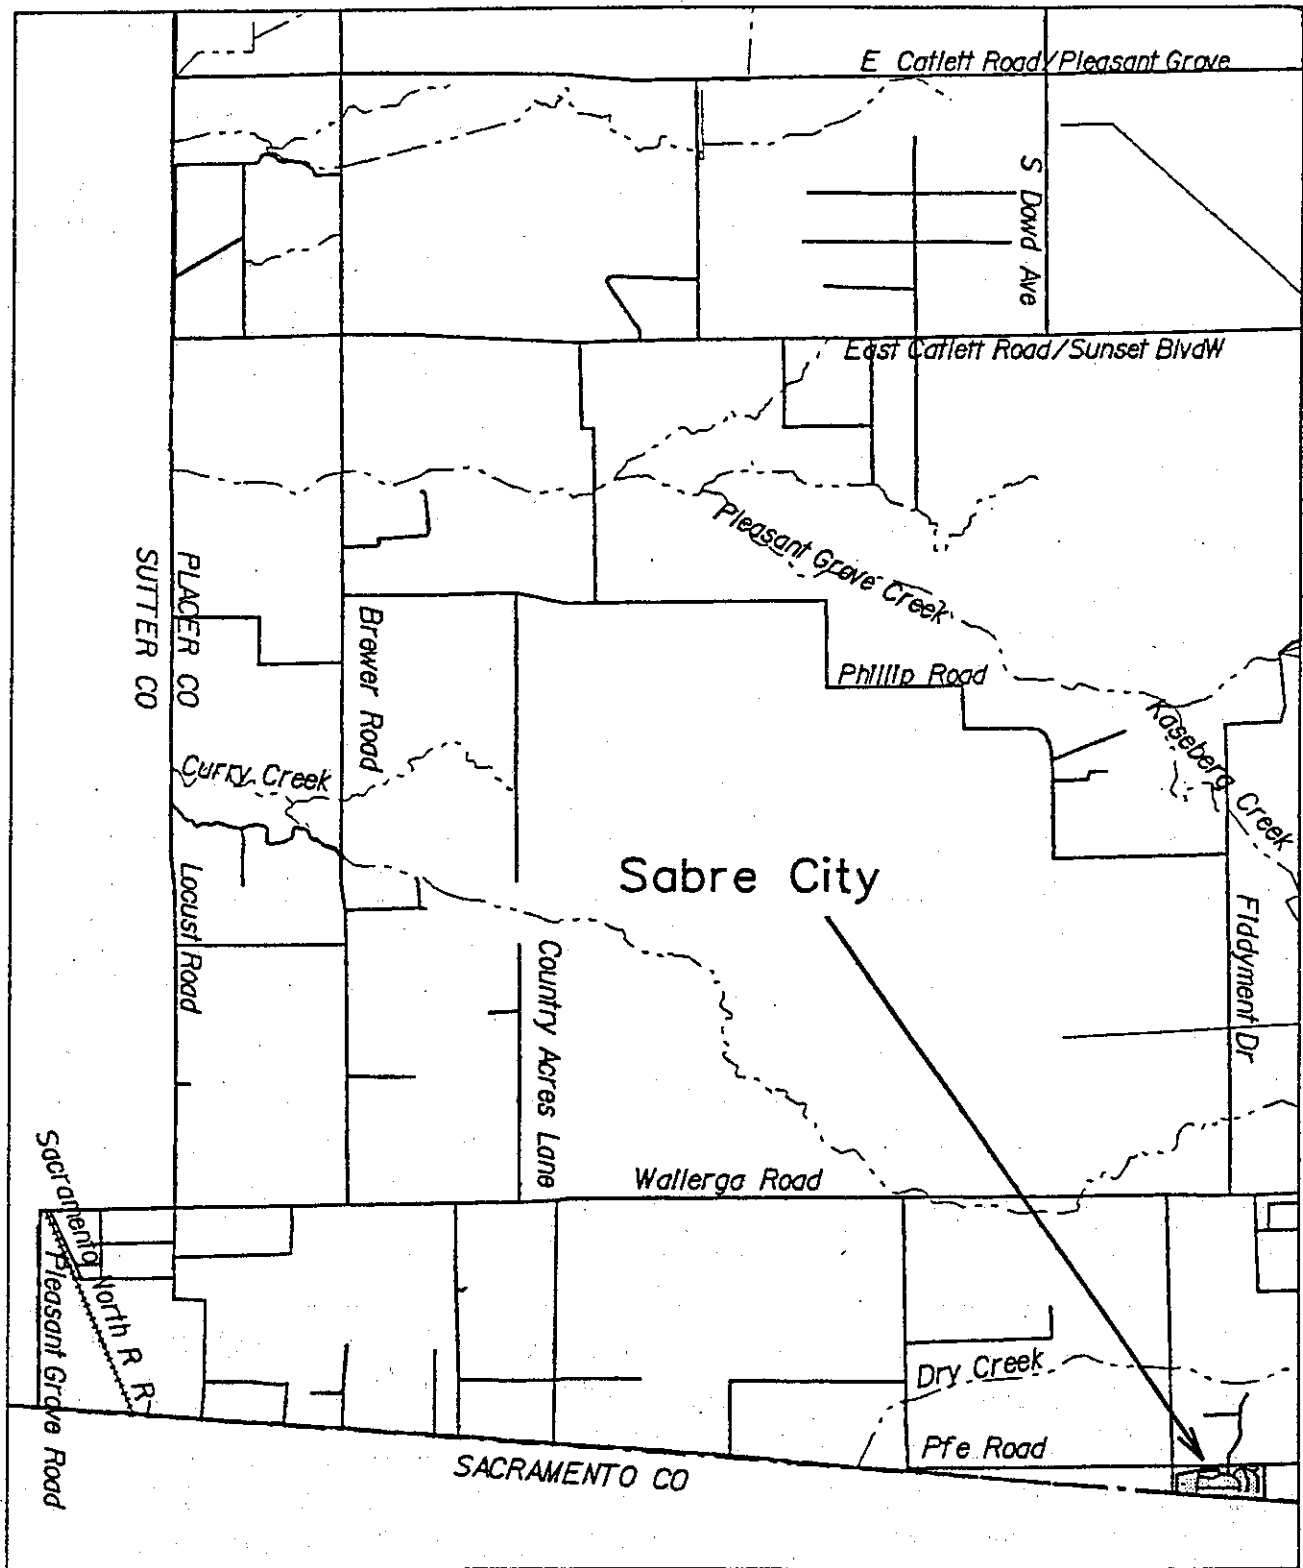 E Catlett Road/Pleasant Grove
S Dowd Ave
East Catlett Road/Sunset BlvdW
Pleasant Grove Creek
PLACER CO
SUTTER CO
Brewer Road
Phillip Road
Kaseberg Creek
Curry Creek
Sabre City
Locust Road
Fiddyment Dr
Country Acres Lane
Wallerga Road
Sacramento North R R
Pleasant Grove Road
Dry Creek
Pfe Road
SACRAMENTO CO